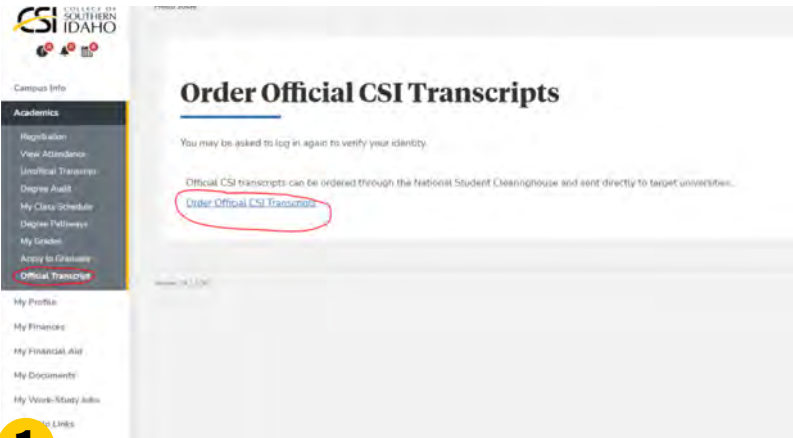 COLLEGE OF
CSI SOUTHERN
IDAHO
Campus Info
Academics
Registration
View Attendance
Unofficial Transcript
Degree Audit
My Class Schedule
Degree Pathways
My Grades
Apply to Graduate
Official Transcript
My Profile
My Finances
My Financial Aid
My Documents
My Work-Study Jobs
Links
1
Order Official CSI Transcripts
You may be asked to log in again to verify your identity.
Official CSI transcripts can be ordered through the National Student Clearinghouse and sent directly to target universities.
Order Official CSI Transcripts